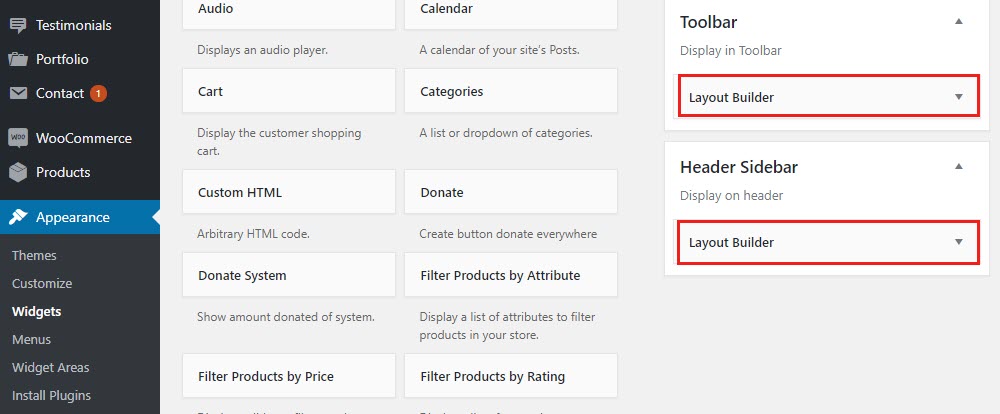 Testimonials
Portfolio
Contact 1
WOO WooCommerce
Products
Appearance
Themes
Customize
Widgets
Menus
Widget Areas
Install Plugins
Audio
Calendar
Displays an audio player.
A calendar of your site's Posts.
Cart
Categories
Display the customer shopping
cart.
A list or dropdown of categories.
Custom HTML
Donate
Arbitrary HTML code.
Create button donate everywhere
Donate System
Filter Products by Attribute
Show amount donated of system.
Display a list of attributes to filter
products in your store.
Filter Products by Price
Filter Products by Rating
Toolbar
Display in Toolbar
Layout Builder
Header Sidebar
Display on header
Layout Builder